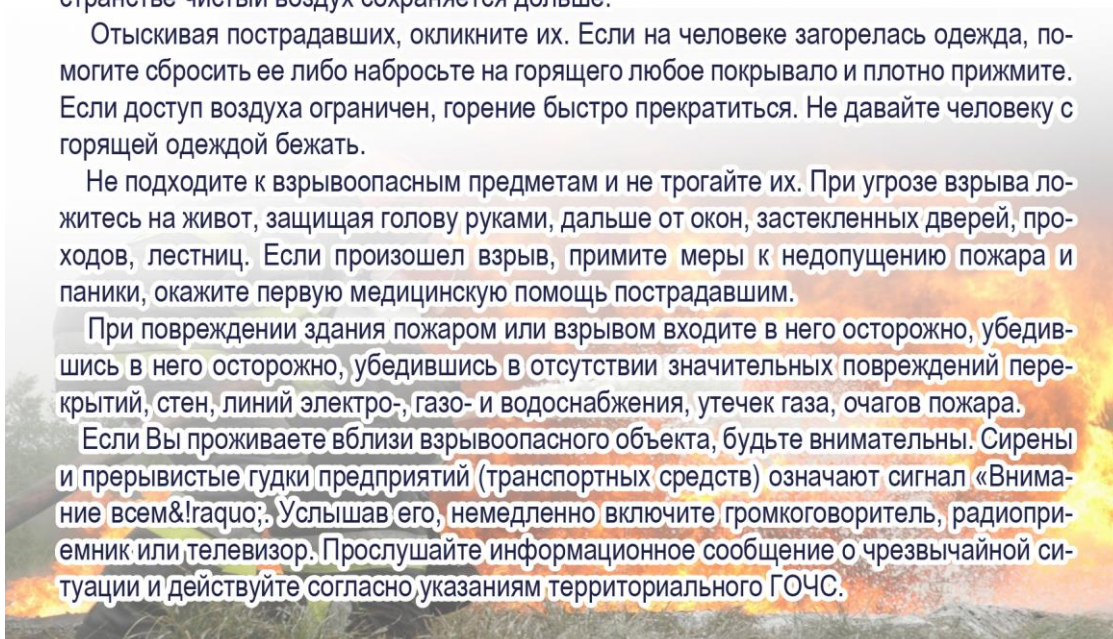 странстве чистый воздух сохраняется дольше.
Отыскивая пострадавших, окликните их. Если на человеке загорелась одежда, по-
могите сбросить ее либо набросьте на горящего любое покрывало и плотно прижмите.
Если доступ воздуха ограничен, горение быстро прекратиться. Не давайте человеку с
горящей одеждой бежать.
Не подходите к взрывоопасным предметам и не трогайте их. При угрозе взрыва ло-
житесь на живот, защищая голову руками, дальше от окон, застекленных дверей, про-
ходов, лестниц. Если произошел взрыв, примите меры к недопущению пожара и
паники, окажите первую медицинскую помощь пострадавшим.
При повреждении здания пожаром или взрывом входите в него осторожно, убедив-
шись в него осторожно, убедившись в отсутствии значительных повреждений пере-
крытий, стен, линий электро-, газо- и водоснабжения, утечек газа, очагов пожара.
Если Вы проживаете вблизи взрывоопасного объекта, будьте внимательны. Сирены
и прерывистые гудки предприятий (транспортных средств) означают сигнал «Внима-
ние всем&!raquo;. Услышав его, немедленно включите громкоговоритель, радиопри-
емник или телевизор. Прослушайте информационное сообщение о чрезвычайной си-
туации и действуйте согласно указаниям территориального ГОЧС.